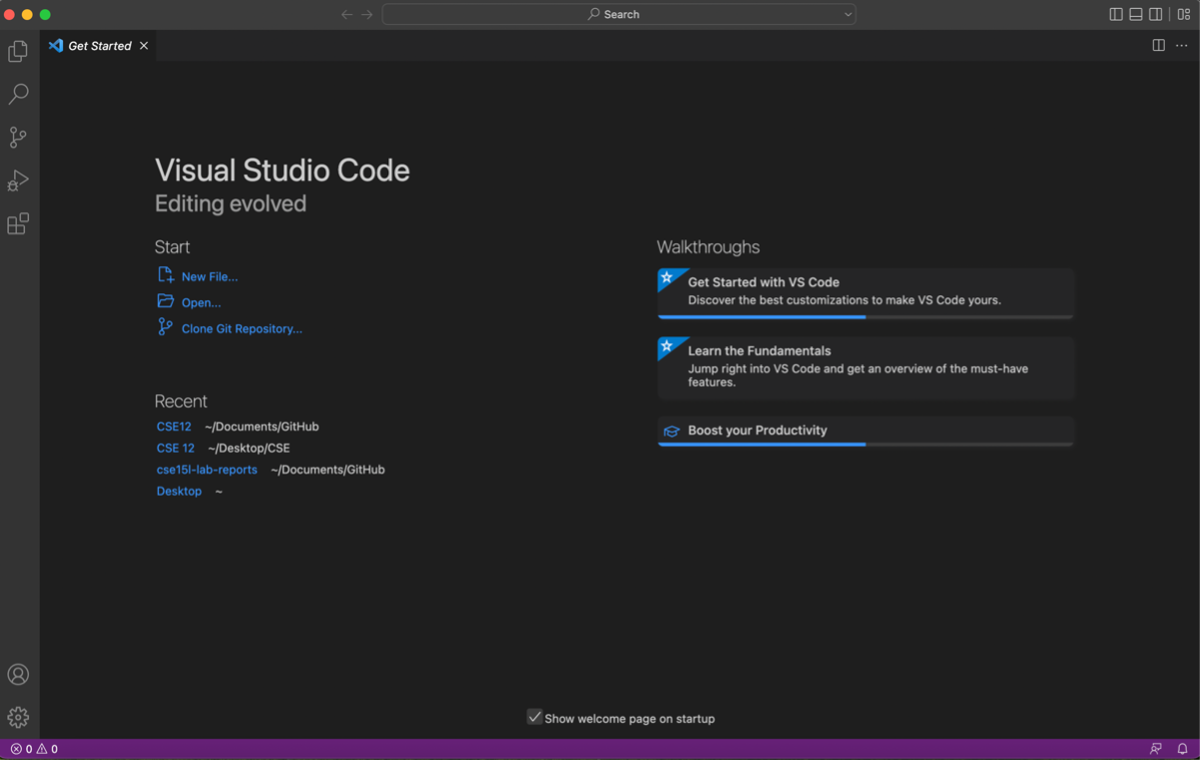 Search
Get Started
Visual Studio Code
Editing evolved
Start
New File...
Open...
Clone Git Repository...
Recent
CSE12 ~/Documents/GitHub
CSE 12 ~/Desktop/CSE
cse15l-lab-reports ~/Documents/GitHub
Desktop ~
Walkthroughs
Get Started with VS Code
Discover the best customizations to make VS Code yours.
Learn the Fundamentals
Jump right into VS Code and get an overview of the must-have
features.
Boost your Productivity
Show welcome page on startup
0 0